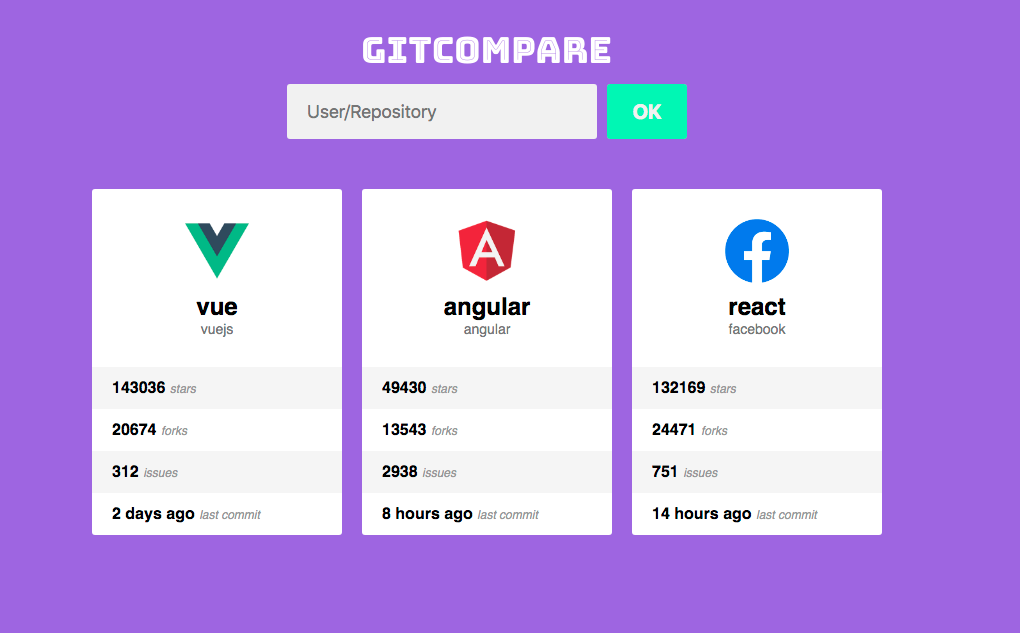 GITCOMPARE
User/Repository
OK
vue
vuejs
143036 stars
20674 forks
312 issues
2 days ago last commit
angular
angular
49430 stars
13543 forks
2938 issues
8 hours ago last commit
react
facebook
132169 stars
24471 forks
751 issues
14 hours ago last commit